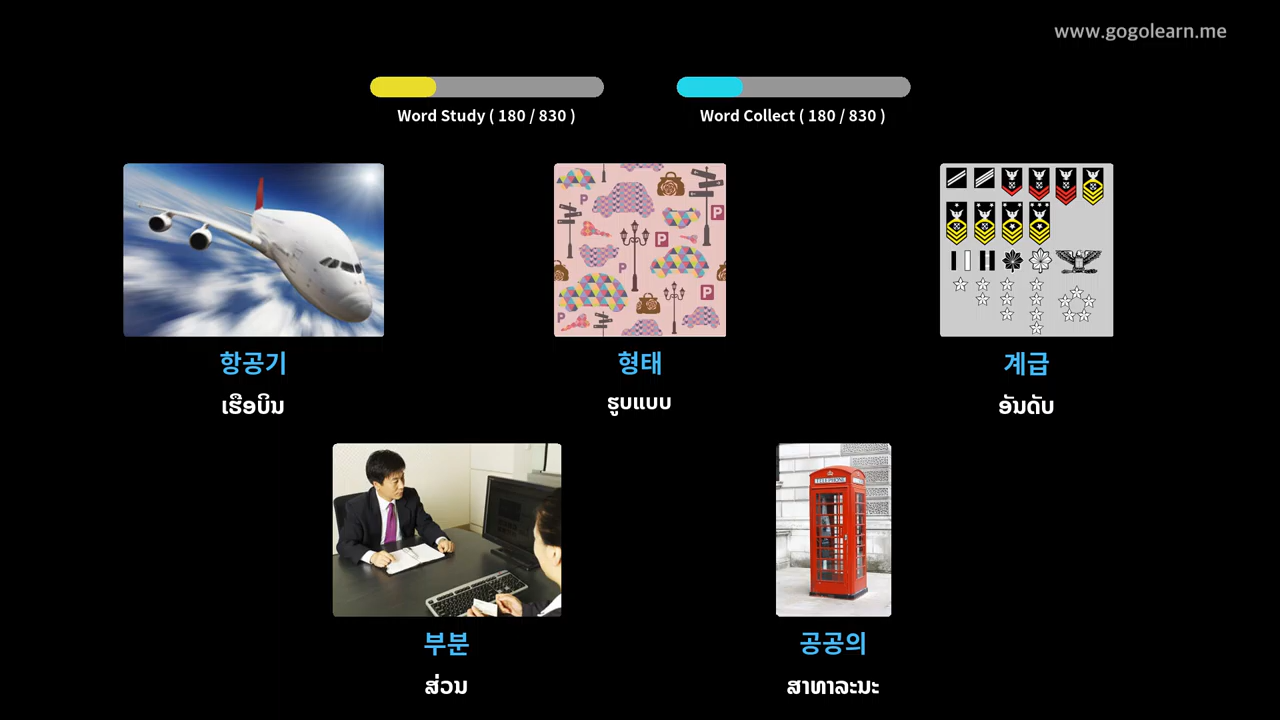 www.gogolearn.me
Word Study ( 180 / 830 )
Word Collect ( 180 / 830 )
P
P
P
P
P
P
항공기
형태
계급
ເຮືອບິນ
ຮູບແບບ
ອັນດັບ
TELEPHONE
부분
공공의
ສ່ວນ
ສາທາລະນະ